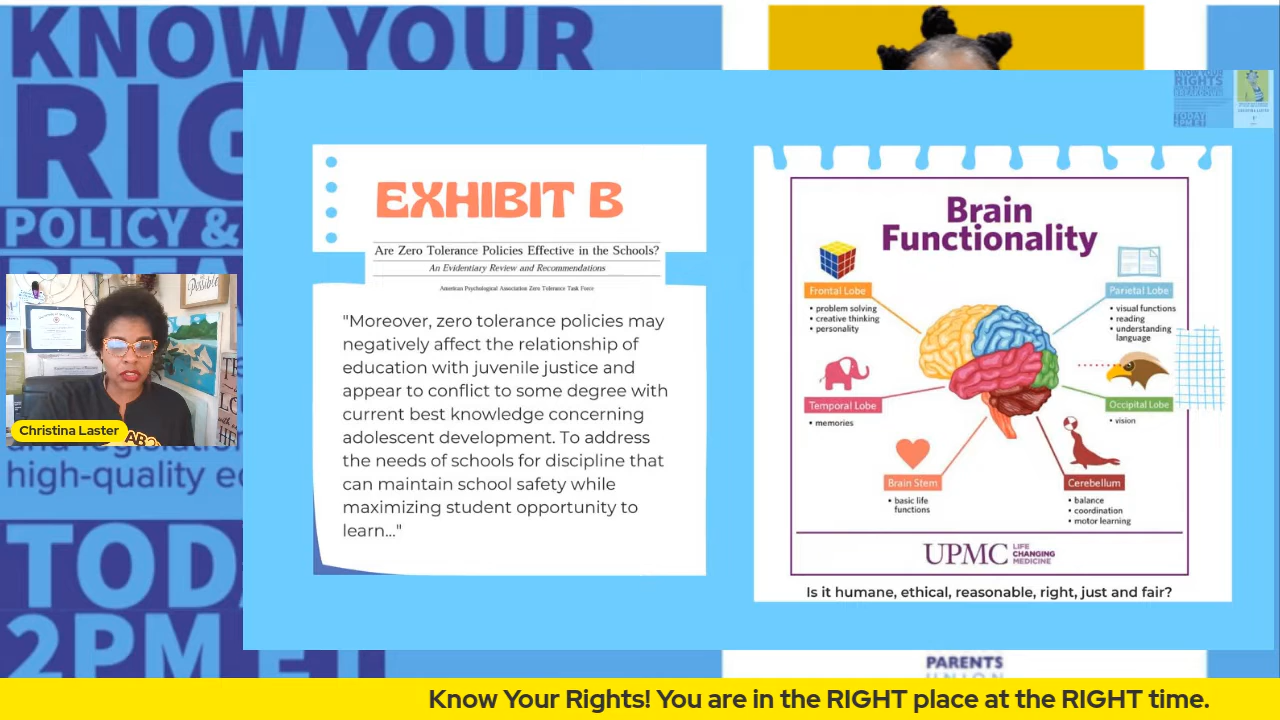 KNOW YOUR
RIG
POLICY &
high-quality e
TOD
2PM ET
Christina Laster
EXHIBIT B
Are Zero Tolerance Policies Effective in the Schools?
An Evidentiary Review and Recommendations
American Psychological Association Zero Tolerance Task Force
"Moreover, zero tolerance policies may
negatively affect the relationship of
education with juvenile justice and
appear to conflict to some degree with
current best knowledge concerning
adolescent development. To address
the needs of schools for discipline that
can maintain school safety while
maximizing student opportunity to
learn..."
Brain
Functionality
Frontal Lobe
• problem solving
• creative thinking
• personality
Parietal Lobe
• visual functions
• reading
• understanding
language
Temporal Lobe
• memories
Occipital Lobe
• vision
Brain Stem
• basic life
functions
Cerebellum
• balance
• coordination
• motor learning
UPMC LIFE
CHANGING
MEDICINE
Is it humane, ethical, reasonable, right, just and fair?
KNOW YOUR
RIGHTS
TODAY
2PM ET
PARENTS
UNION
Know Your Rights! You are in the RIGHT place at the RIGHT time.